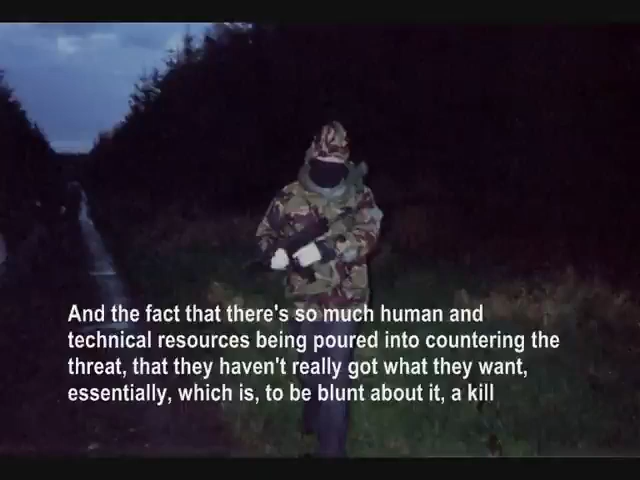 And the fact that there's so much human and
technical resources being poured into countering the
threat, that they haven't really got what they want,
essentially, which is, to be blunt about it, a kill